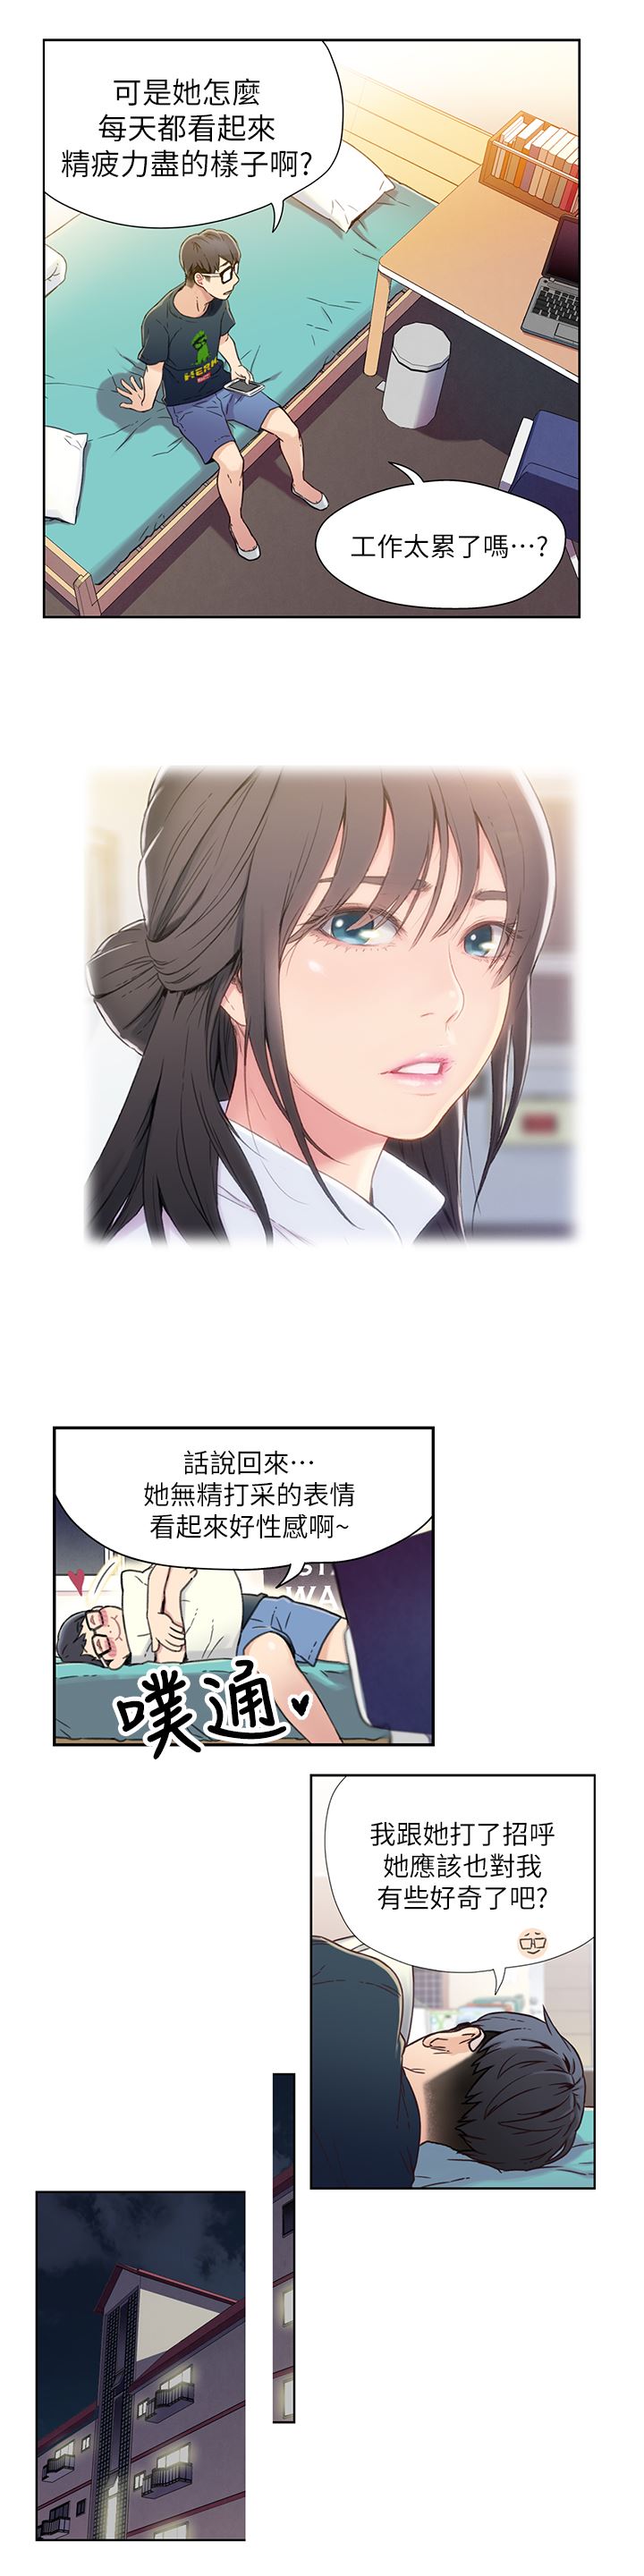 可是她怎麼
每天都看起來
精疲力盡的樣子啊?
HERK
工作太累了嗎…?
話說回來…
她無精打采的表情
看起來好性感啊~
STA
WA
噗通
我跟她打了招呼
她應該也對我
有些好奇了吧?